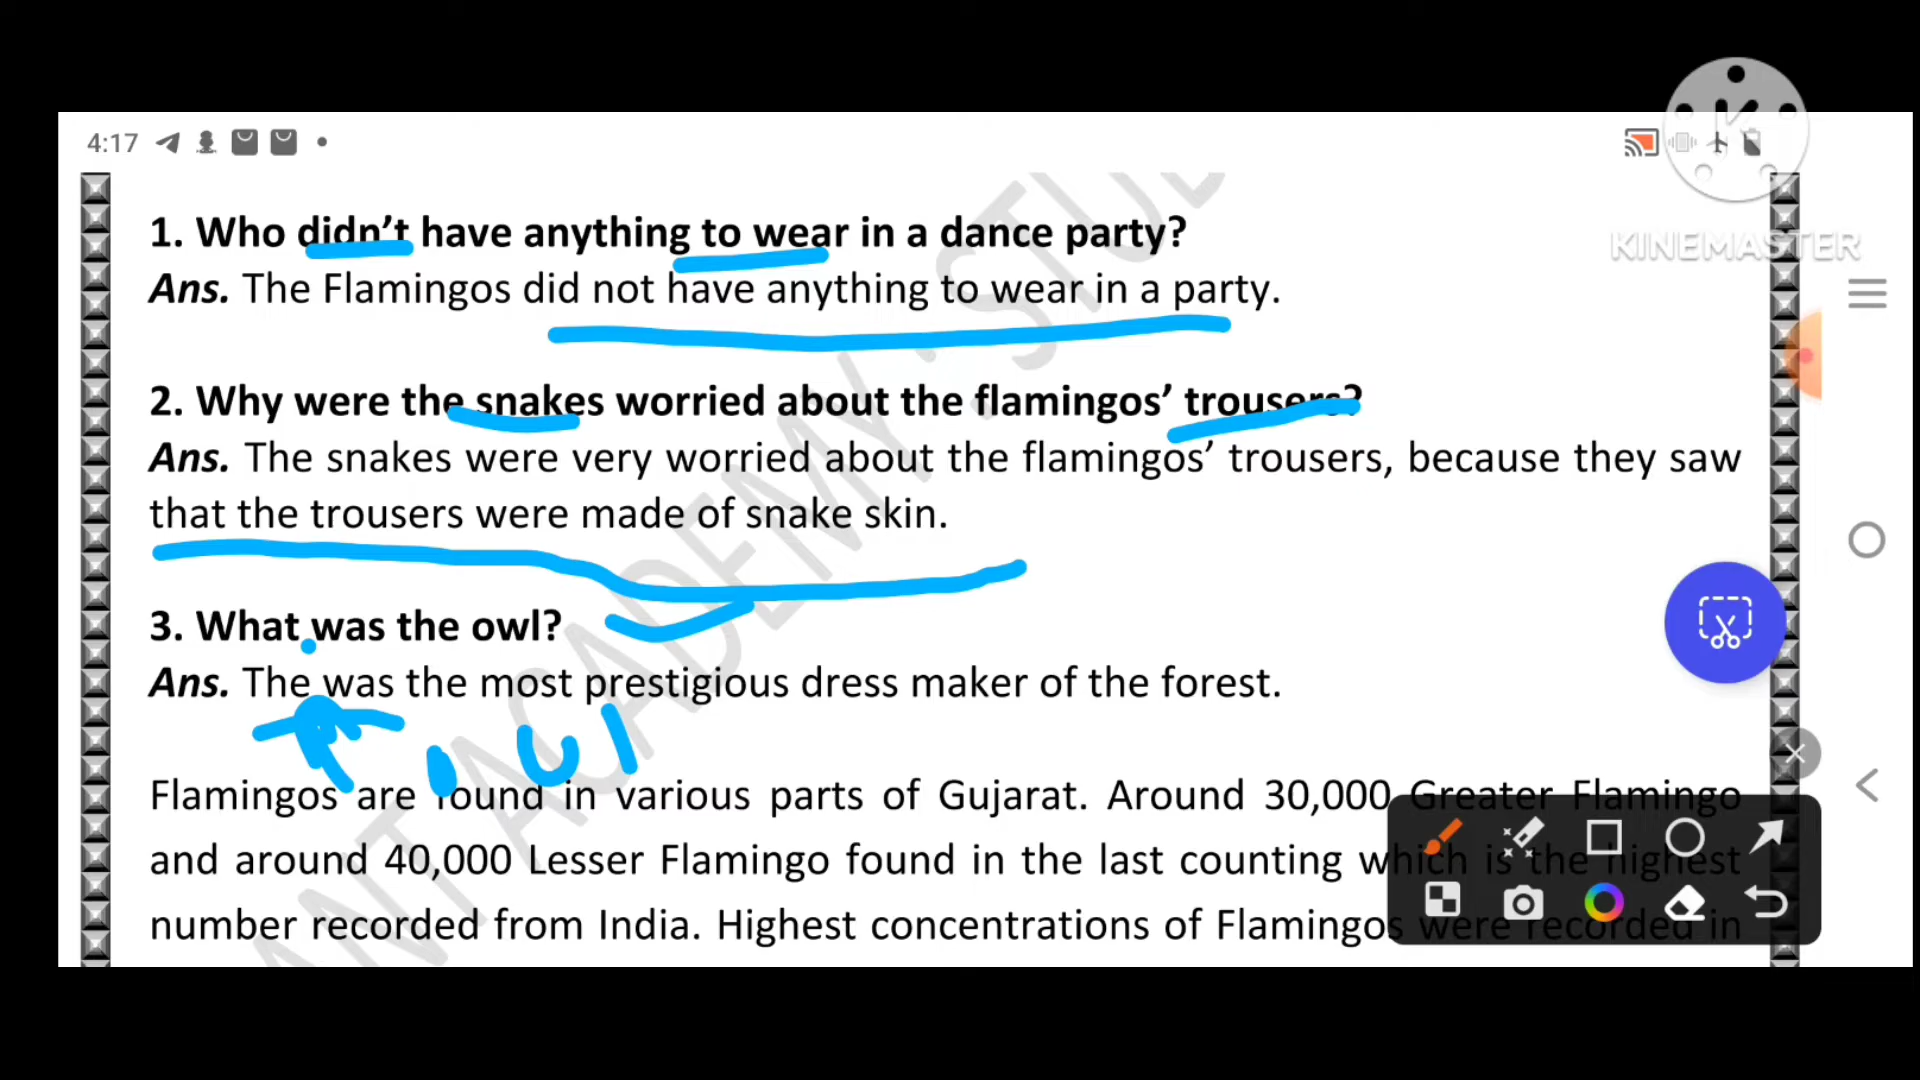 4:17
KINEMASTER
1. Who didn't have anything to wear in a dance party?
Ans. The Flamingos did not have anything to wear in a party.
2. Why were the snakes worried about the flamingos' trousers?
Ans. The snakes were very worried about the flamingos' trousers, because they saw
that the trousers were made of snake skin.
3. What was the owl?
Ans. The was the most prestigious dress maker of the forest.
Flamingos are found in various parts of Gujarat. Around 30,000 Greater Flamingo
and around 40,000 Lesser Flamingo found in the last counting which is the highest
number recorded from India. Highest concentrations of Flamingos were recorded in